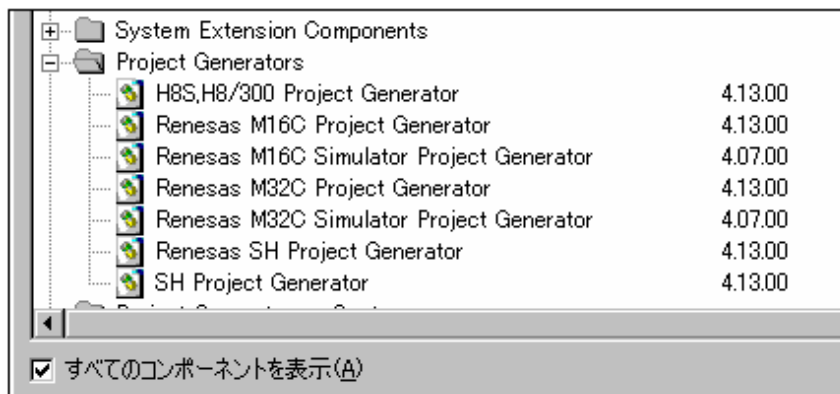 System Extension Components
Project Generators
H8S,H8/300 Project Generator 4.13.00
Renesas M16C Project Generator 4.13.00
Renesas M16C Simulator Project Generator 4.07.00
Renesas M32C Project Generator 4.13.00
Renesas M32C Simulator Project Generator 4.07.00
Renesas SH Project Generator 4.13.00
SH Project Generator 4.13.00
すべてのコンポーネントを表示(A)